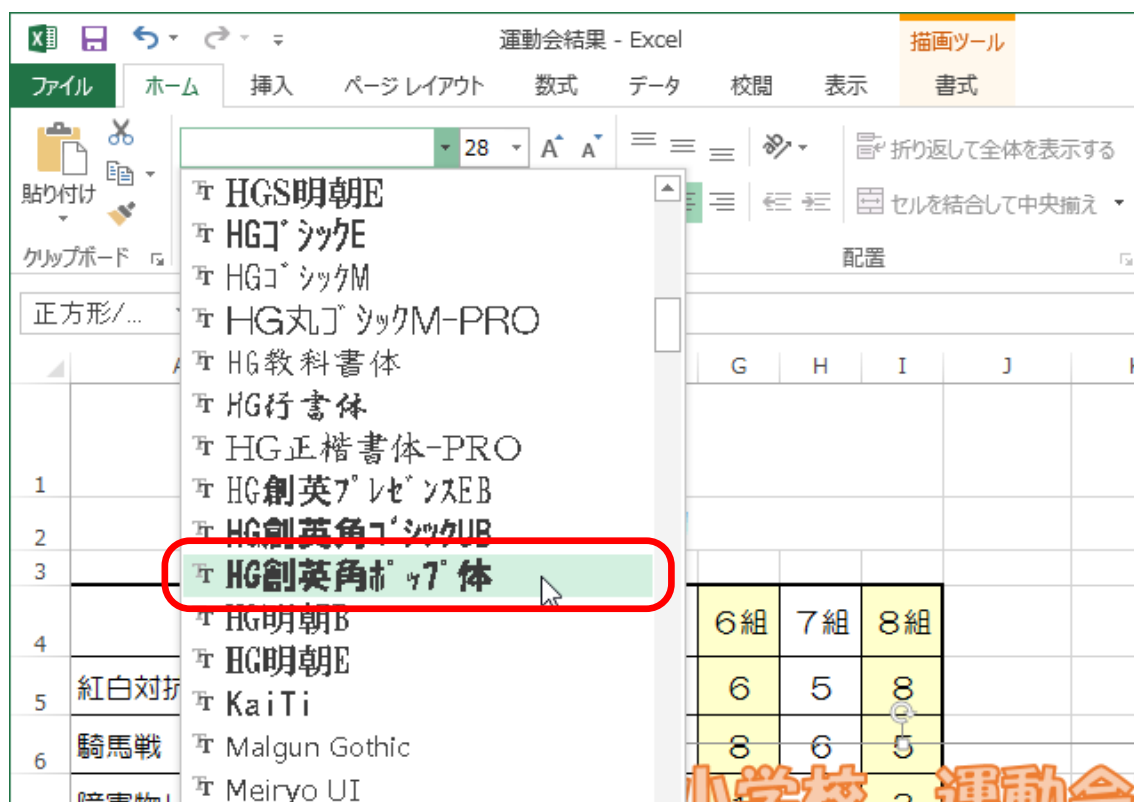 運動会結果 - Excel
描画ツール
ファイル ホーム 挿入 ページ レイアウト 数式 データ 校閲 表示 書式
28
貼り付け
折り返して全体を表示する
セルを結合して中央揃え
クリップボード
配置
正方形/...
HGS明朝E
HGゴシックE
HGゴシックM
HG丸ゴシックM-PRO
HG教科書体
HG行書体
HG正楷書体-PRO
HG創英プレゼンスEB
HG創英角ゴシックUB
HG創英角ポップ体
HG明朝B
HG明朝E
KaiTi
Malgun Gothic
Meiryo UI
G H I J
1
2
3
4 6組 7組 8組
5 紅白対抗 6 5 8
6 騎馬戦 8 6 5
小学校 運動会